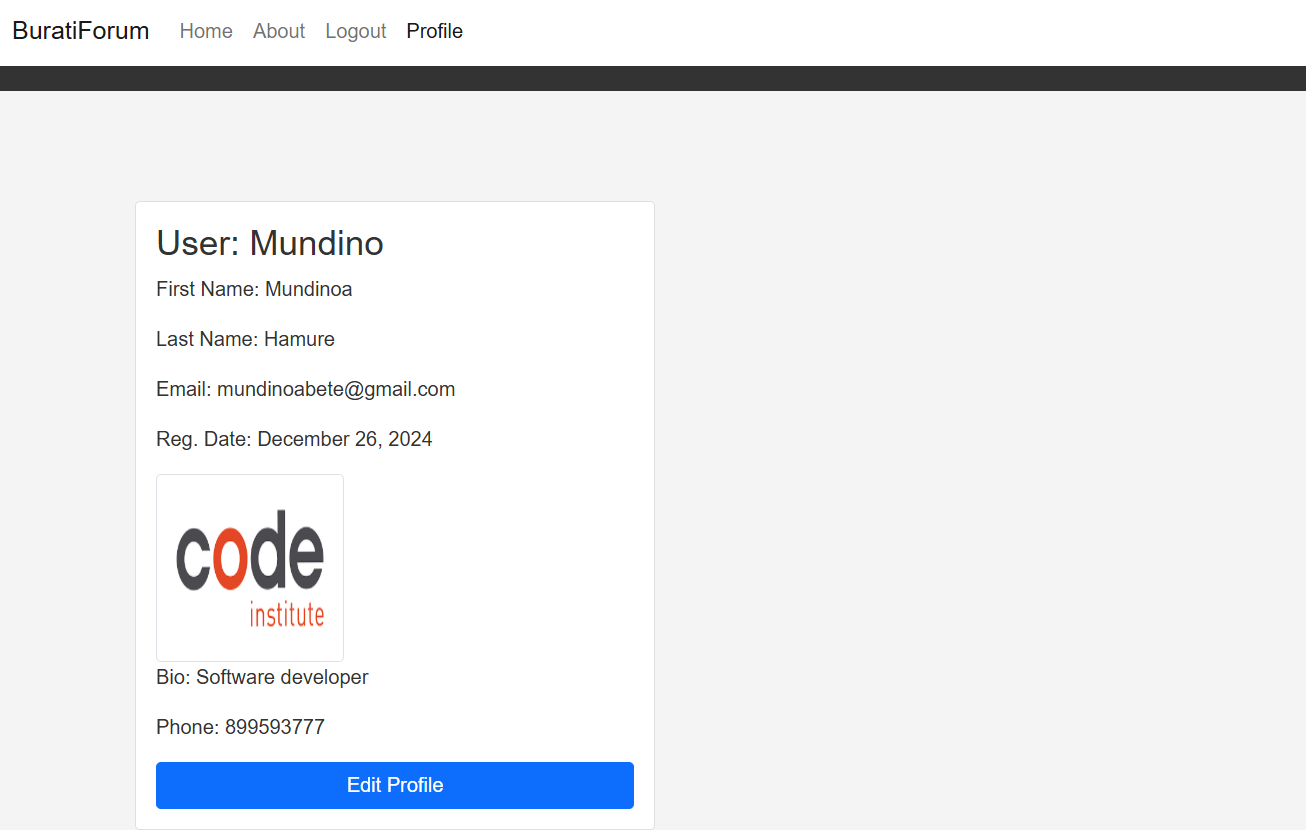 BuratiForum Home About Logout Profile
User: Mundino
First Name: Mundinoa
Last Name: Hamure
Email: mundinoabete@gmail.com
Reg. Date: December 26, 2024
code
institute
Bio: Software developer
Phone: 899593777
Edit Profile